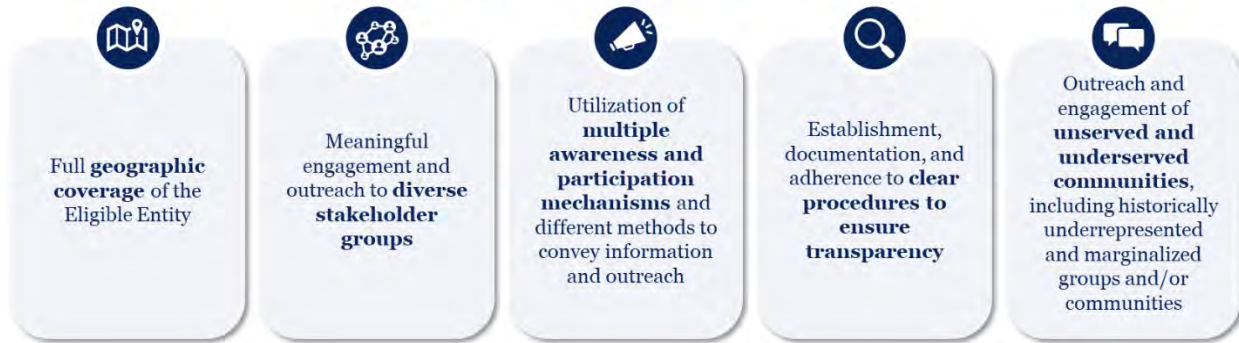 Full geographic
coverage of the
Eligible Entity
Meaningful
engagement and
outreach to diverse
stakeholder
groups
Utilization of
multiple
awareness and
participation
mechanisms and
different methods to
convey information
and outreach
Establishment,
documentation, and
adherence to clear
procedures to
ensure
transparency
Outreach and
engagement of
unserved and
underserved
communities,
including historically
underrepresented
and marginalized
groups and/or
communities